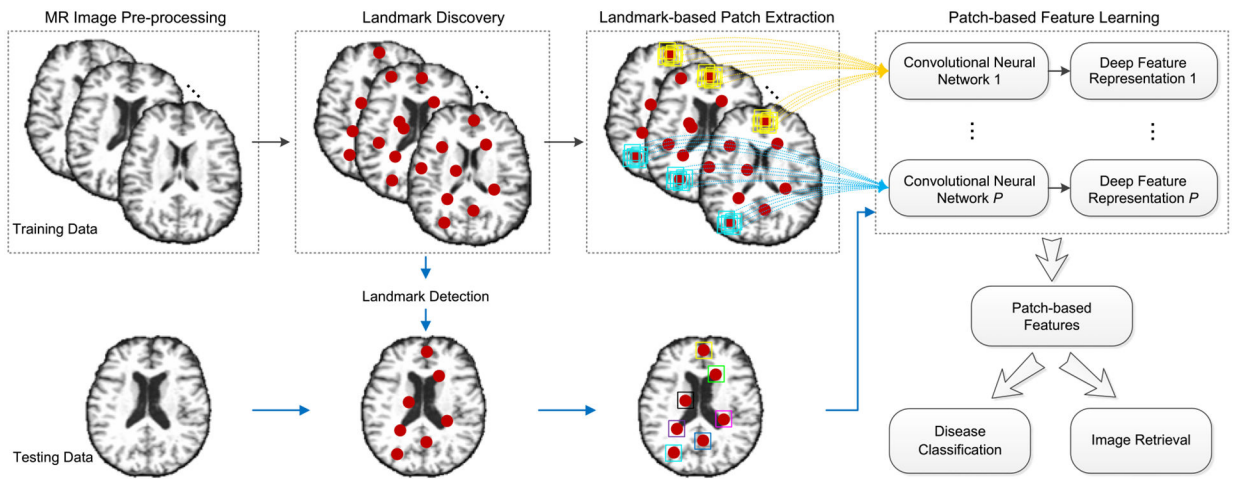 MR Image Pre-processing
Landmark Discovery
Landmark-based Patch Extraction
Patch-based Feature Learning
Convolutional Neural
Network 1
Deep Feature
Representation 1
Convolutional Neural
Network P
Deep Feature
Representation P
Training Data
Landmark Detection
Patch-based
Features
Testing Data
Disease
Classification
Image Retrieval